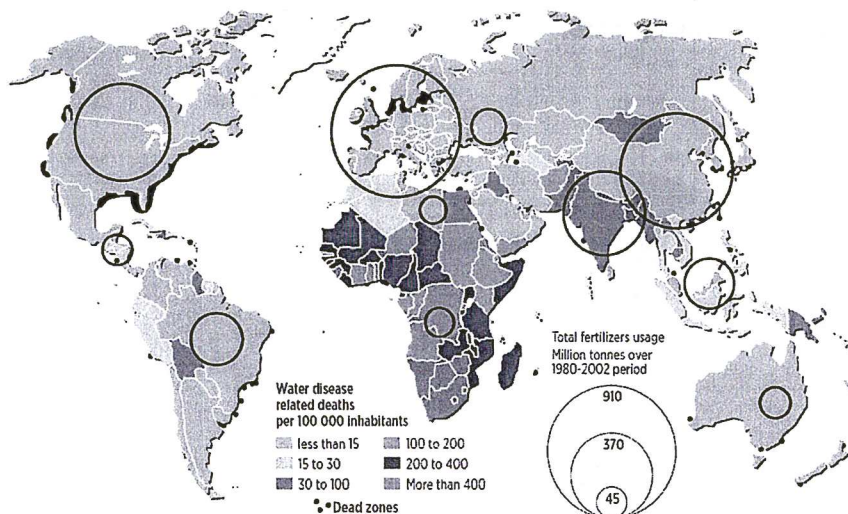 Total fertilizers usage
Million tonnes over
1980-2002 period
910
370
45
Water disease
related deaths
per 100 000 inhabitants
less than 15
15 to 30
30 to 100
100 to 200
200 to 400
More than 400
Dead zones